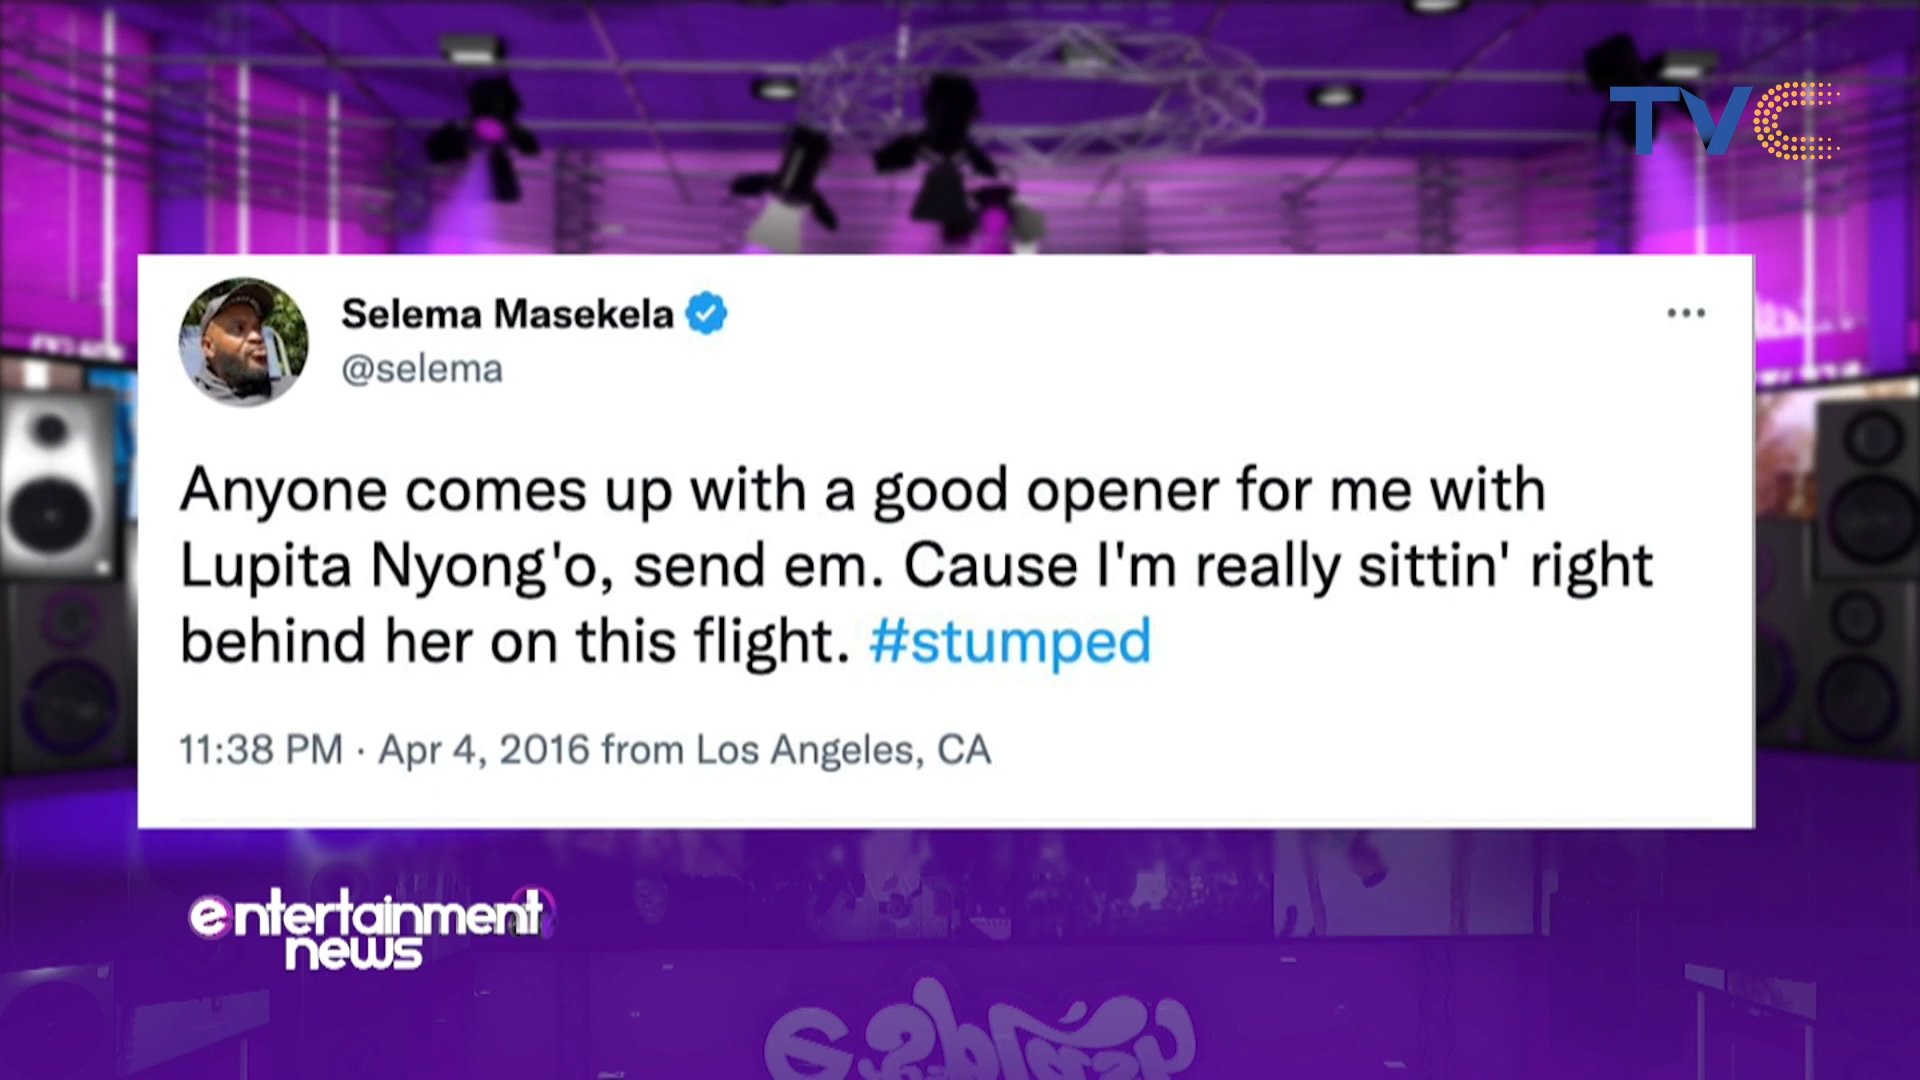 TVC
Selema Masekela
@selema
Anyone comes up with a good opener for me with
Lupita Nyong'o, send em. Cause I'm really sittin' right
behind her on this flight. #stumped
11:38 PM · Apr 4, 2016 from Los Angeles, CA
entertainment
news